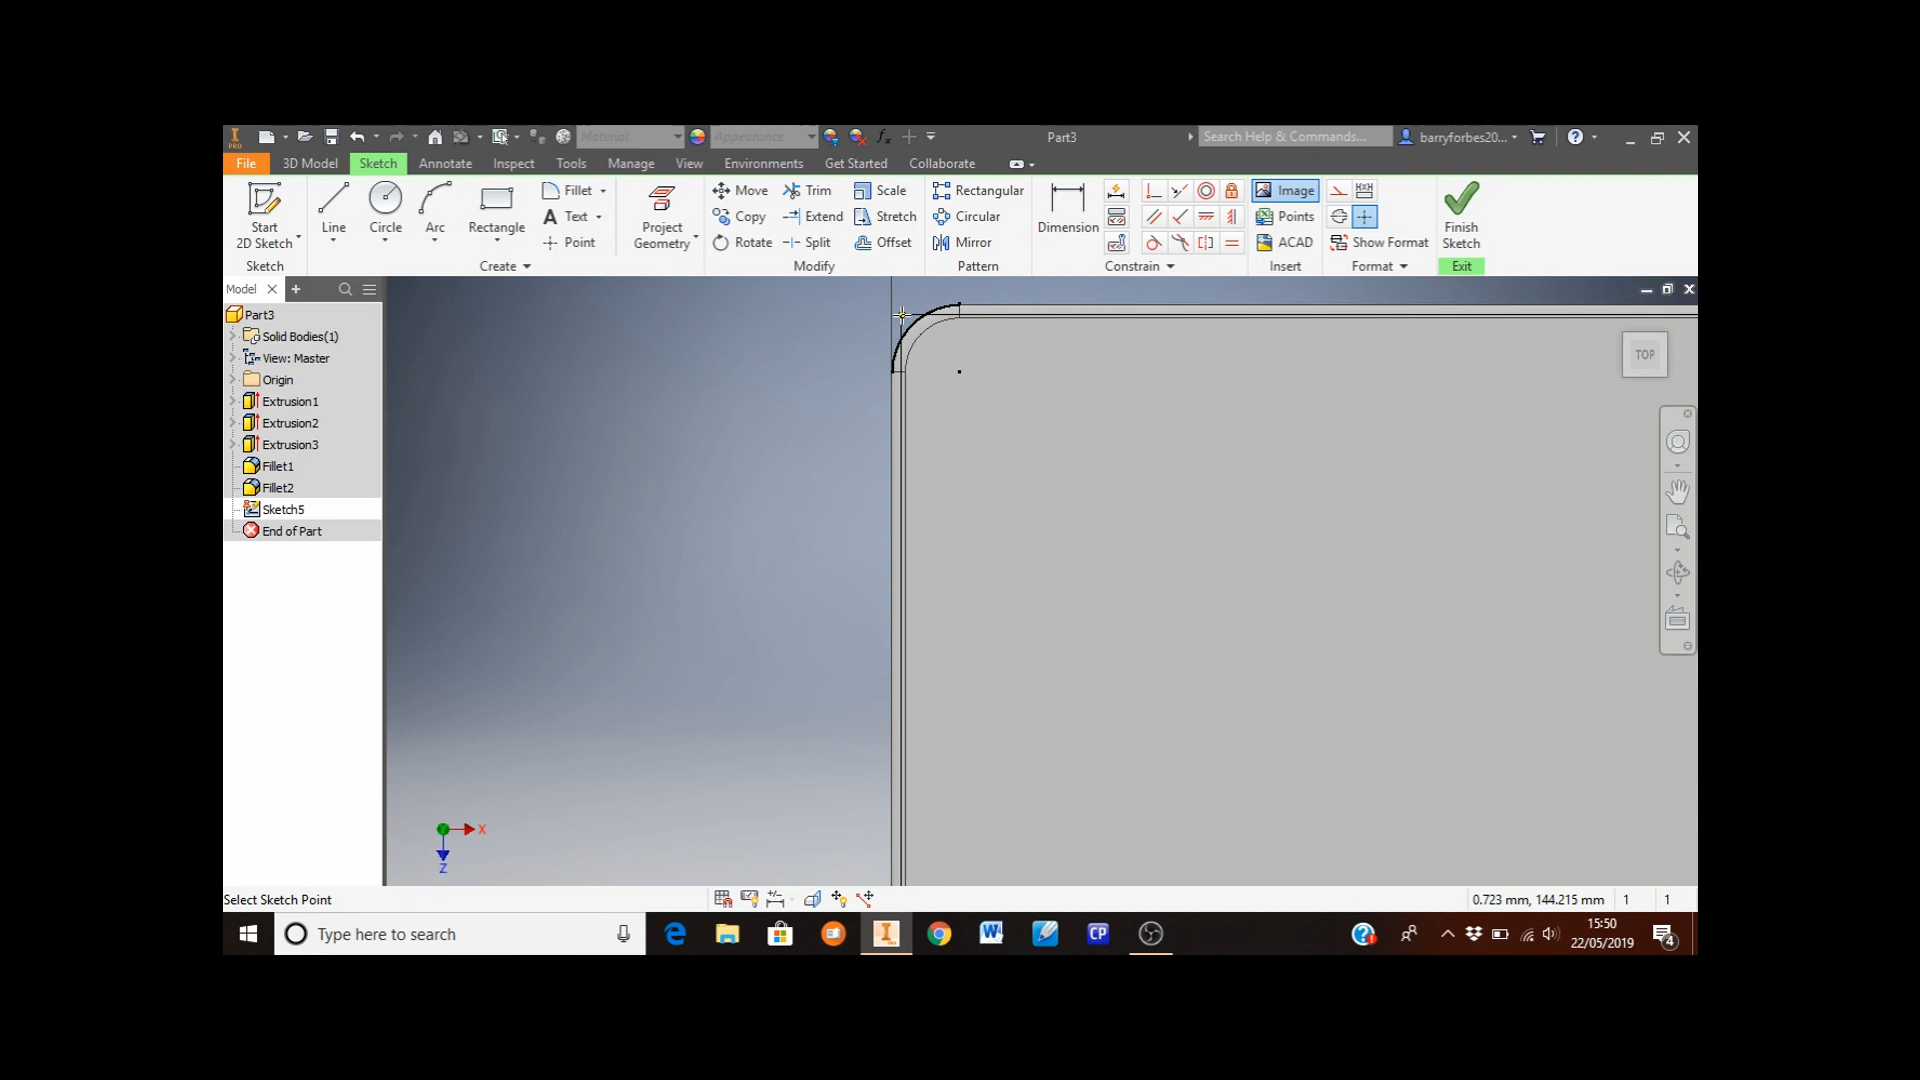 PRO Material Appearance Part3 Search Help & Commands... barryforbes20...
File 3D Model Sketch Annotate Inspect Tools Manage View Environments Get Started Collaborate
Start 2D Sketch Line Circle Arc Rectangle Fillet Text Point
Project Geometry Move Copy Rotate Trim Extend Split Scale Stretch Offset
Rectangular Circular Mirror Dimension Image Points ACAD Show Format Finish Sketch
Sketch Create Modify Pattern Constrain Insert Format Exit
Model
Part3
Solid Bodies(1)
View: Master
Origin
Extrusion1
Extrusion2
Extrusion3
Fillet1
Fillet2
Sketch5
End of Part
TOP
X
Z
Select Sketch Point 0.723 mm, 144.215 mm 1 1
Type here to search CP 15:50
22/05/2019 4